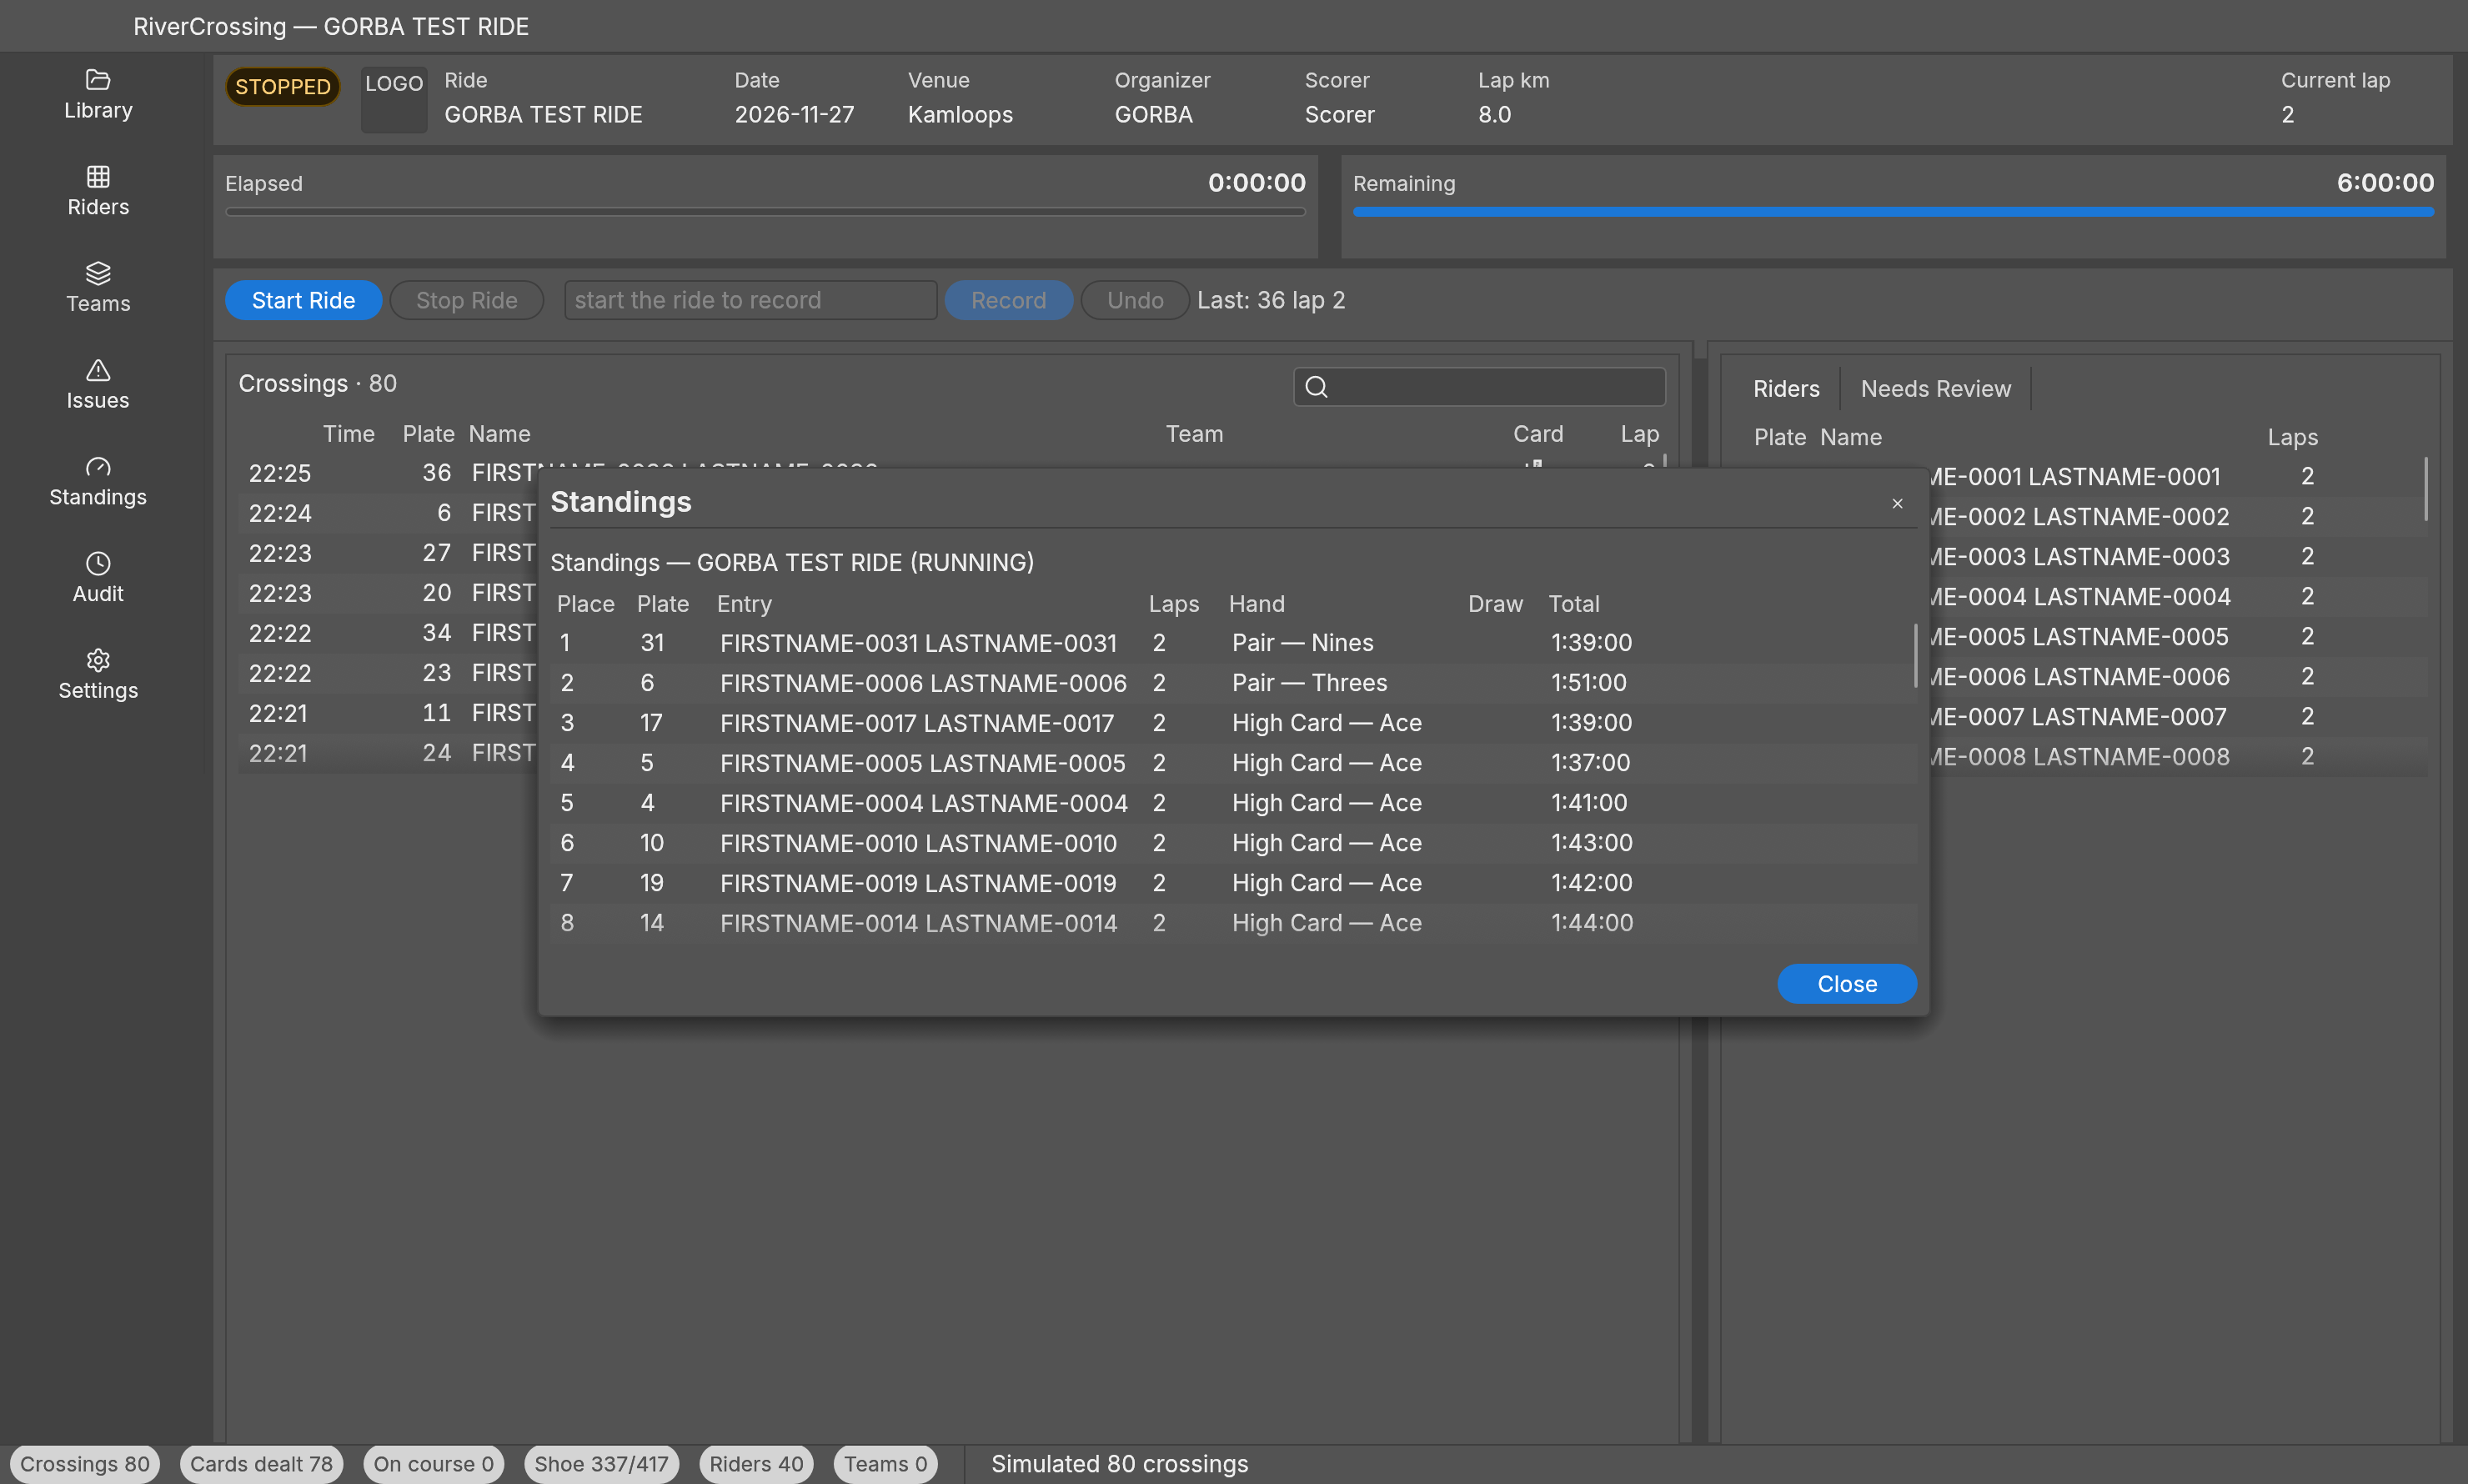 RiverCrossing — GORBA TEST RIDE
Library
Riders
Teams
Issues
Standings
Audit
Settings
STOPPED
LOGO
Ride Date Venue Organizer Scorer Lap km Current lap
GORBA TEST RIDE 2026-11-27 Kamloops GORBA Scorer 8.0 2
Elapsed 0:00:00
Remaining 6:00:00
Start Ride Stop Ride start the ride to record Record Undo Last: 36 lap 2
Crossings · 80
Time Plate Name Team Card Lap
22:25 36
22:24 6 FIRST
22:23 27 FIRST
22:23 20 FIRST
22:22 34 FIRST
22:22 23 FIRST
22:21 11 FIRST
22:21 24 FIRST
Standings ×
Standings — GORBA TEST RIDE (RUNNING)
Place Plate Entry Laps Hand Draw Total
1 31 FIRSTNAME-0031 LASTNAME-0031 2 Pair — Nines 1:39:00
2 6 FIRSTNAME-0006 LASTNAME-0006 2 Pair — Threes 1:51:00
3 17 FIRSTNAME-0017 LASTNAME-0017 2 High Card — Ace 1:39:00
4 5 FIRSTNAME-0005 LASTNAME-0005 2 High Card — Ace 1:37:00
5 4 FIRSTNAME-0004 LASTNAME-0004 2 High Card — Ace 1:41:00
6 10 FIRSTNAME-0010 LASTNAME-0010 2 High Card — Ace 1:43:00
7 19 FIRSTNAME-0019 LASTNAME-0019 2 High Card — Ace 1:42:00
8 14 FIRSTNAME-0014 LASTNAME-0014 2 High Card — Ace 1:44:00
Close
Riders Needs Review
Plate Name Laps
ME-0001 LASTNAME-0001 2
ME-0002 LASTNAME-0002 2
ME-0003 LASTNAME-0003 2
ME-0004 LASTNAME-0004 2
ME-0005 LASTNAME-0005 2
ME-0006 LASTNAME-0006 2
ME-0007 LASTNAME-0007 2
ME-0008 LASTNAME-0008 2
Crossings 80 Cards dealt 78 On course 0 Shoe 337/417 Riders 40 Teams 0 Simulated 80 crossings